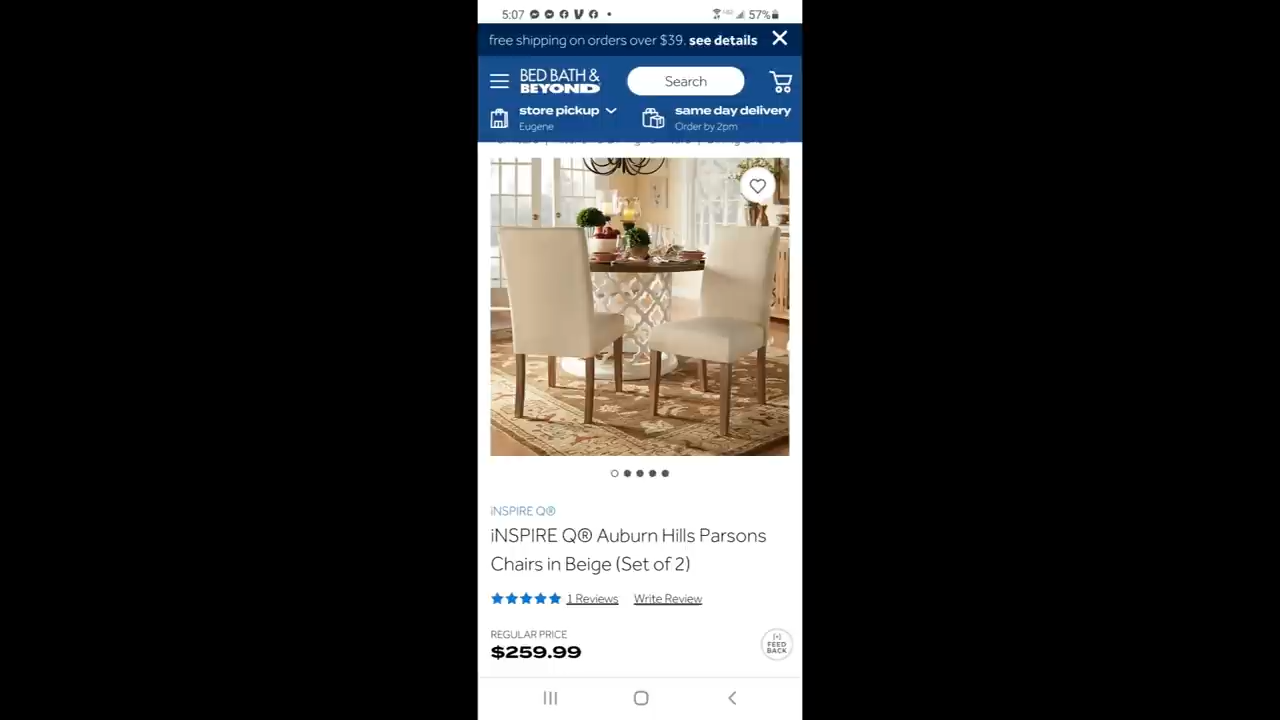 5:07
57%
free shipping on orders over $39. see details
BED BATH &
BEYOND
Search
store pickup
Eugene
same day delivery
Order by 2pm
iNSPIRE Q®
iNSPIRE Q® Auburn Hills Parsons
Chairs in Beige (Set of 2)
1 Reviews
Write Review
REGULAR PRICE
$259.99
[+]
FEED
BACK